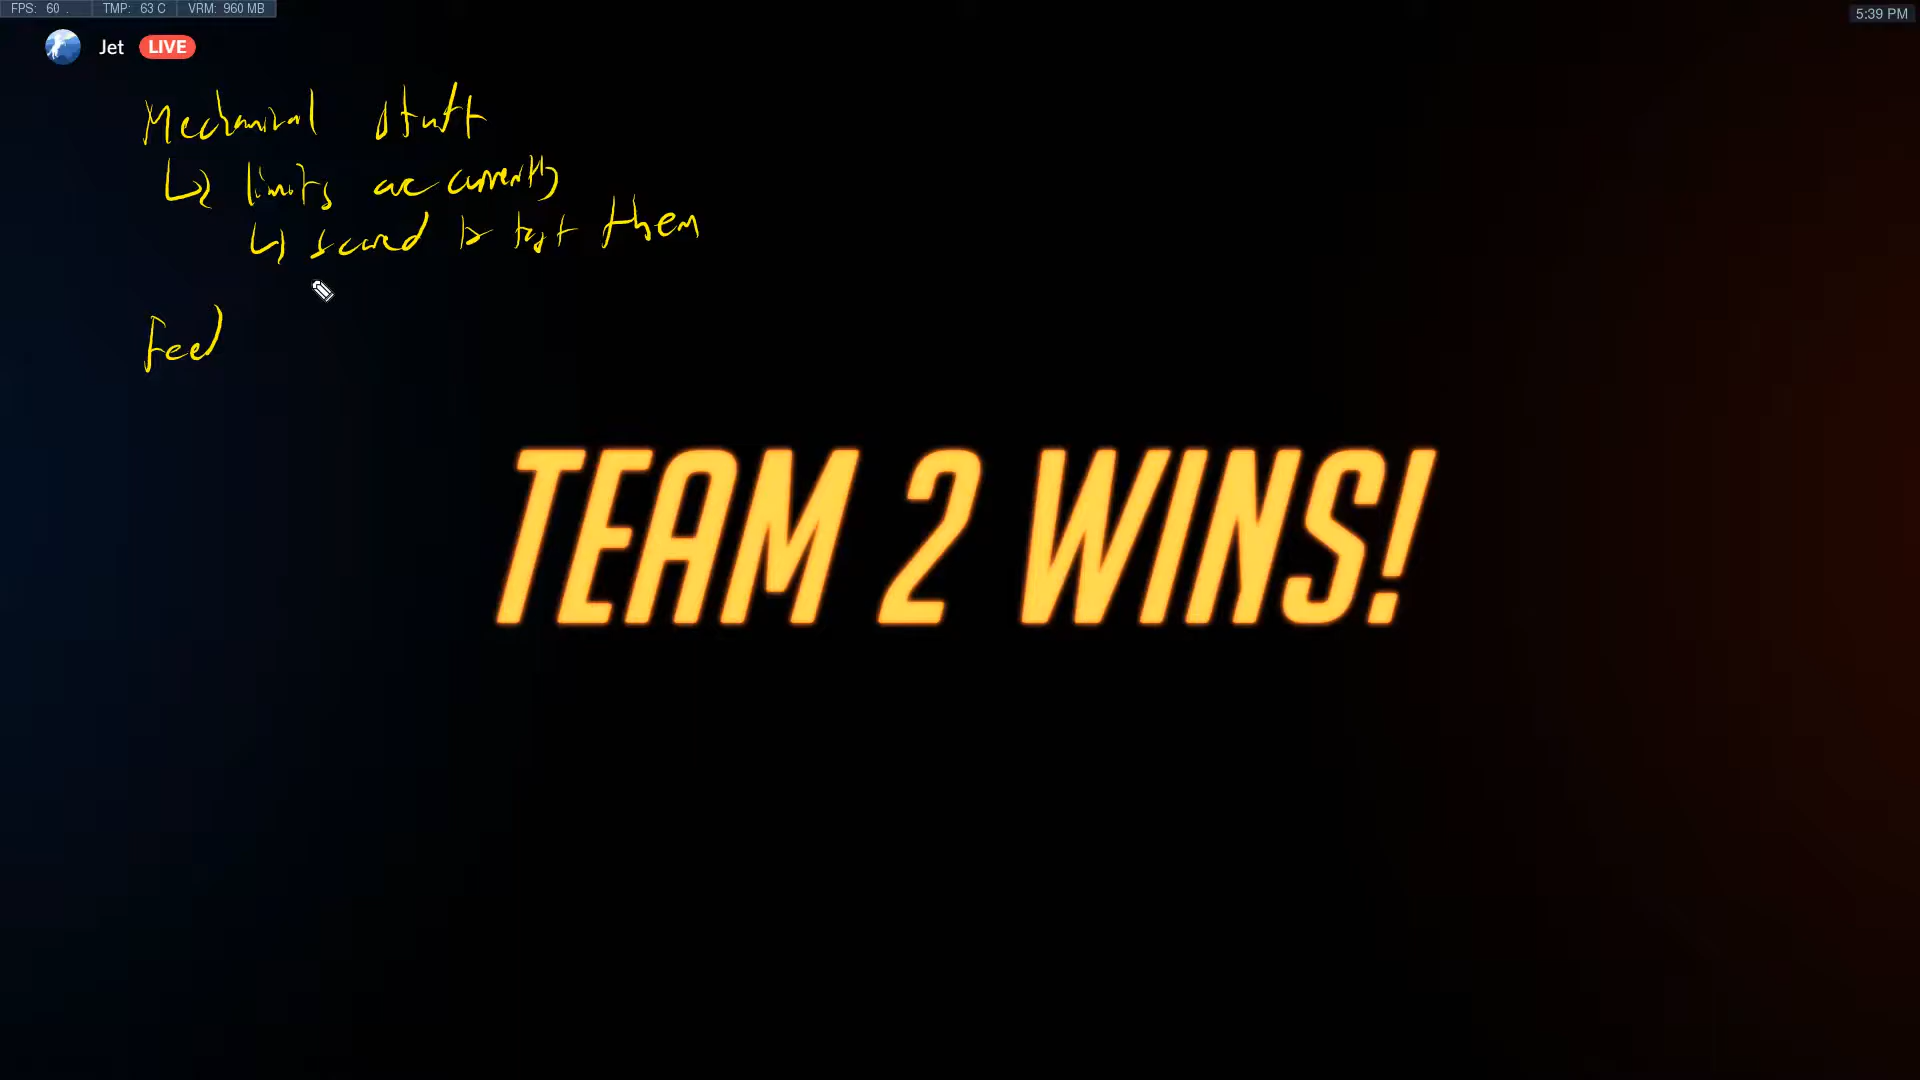 FPS: 60 . TMP: 63 C VRM: 960 MB
5:39 PM
Jet LIVE
Mechanical stuff
↳ limits are currently
↳ scared to test them
Feed
TEAM 2 WINS!